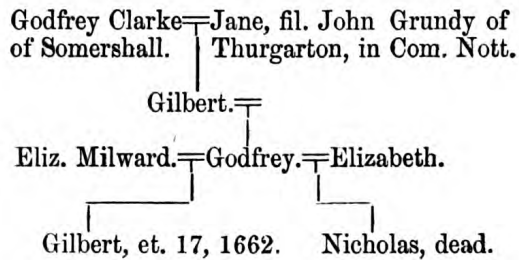 Godfrey Clarke Jane, fil. John Grundy of
of Somershall. Thurgarton, in Com. Nott.
Gilbert.
Eliz. Milward. Godfrey. Elizabeth.
Gilbert, et. 17, 1662. Nicholas, dead.